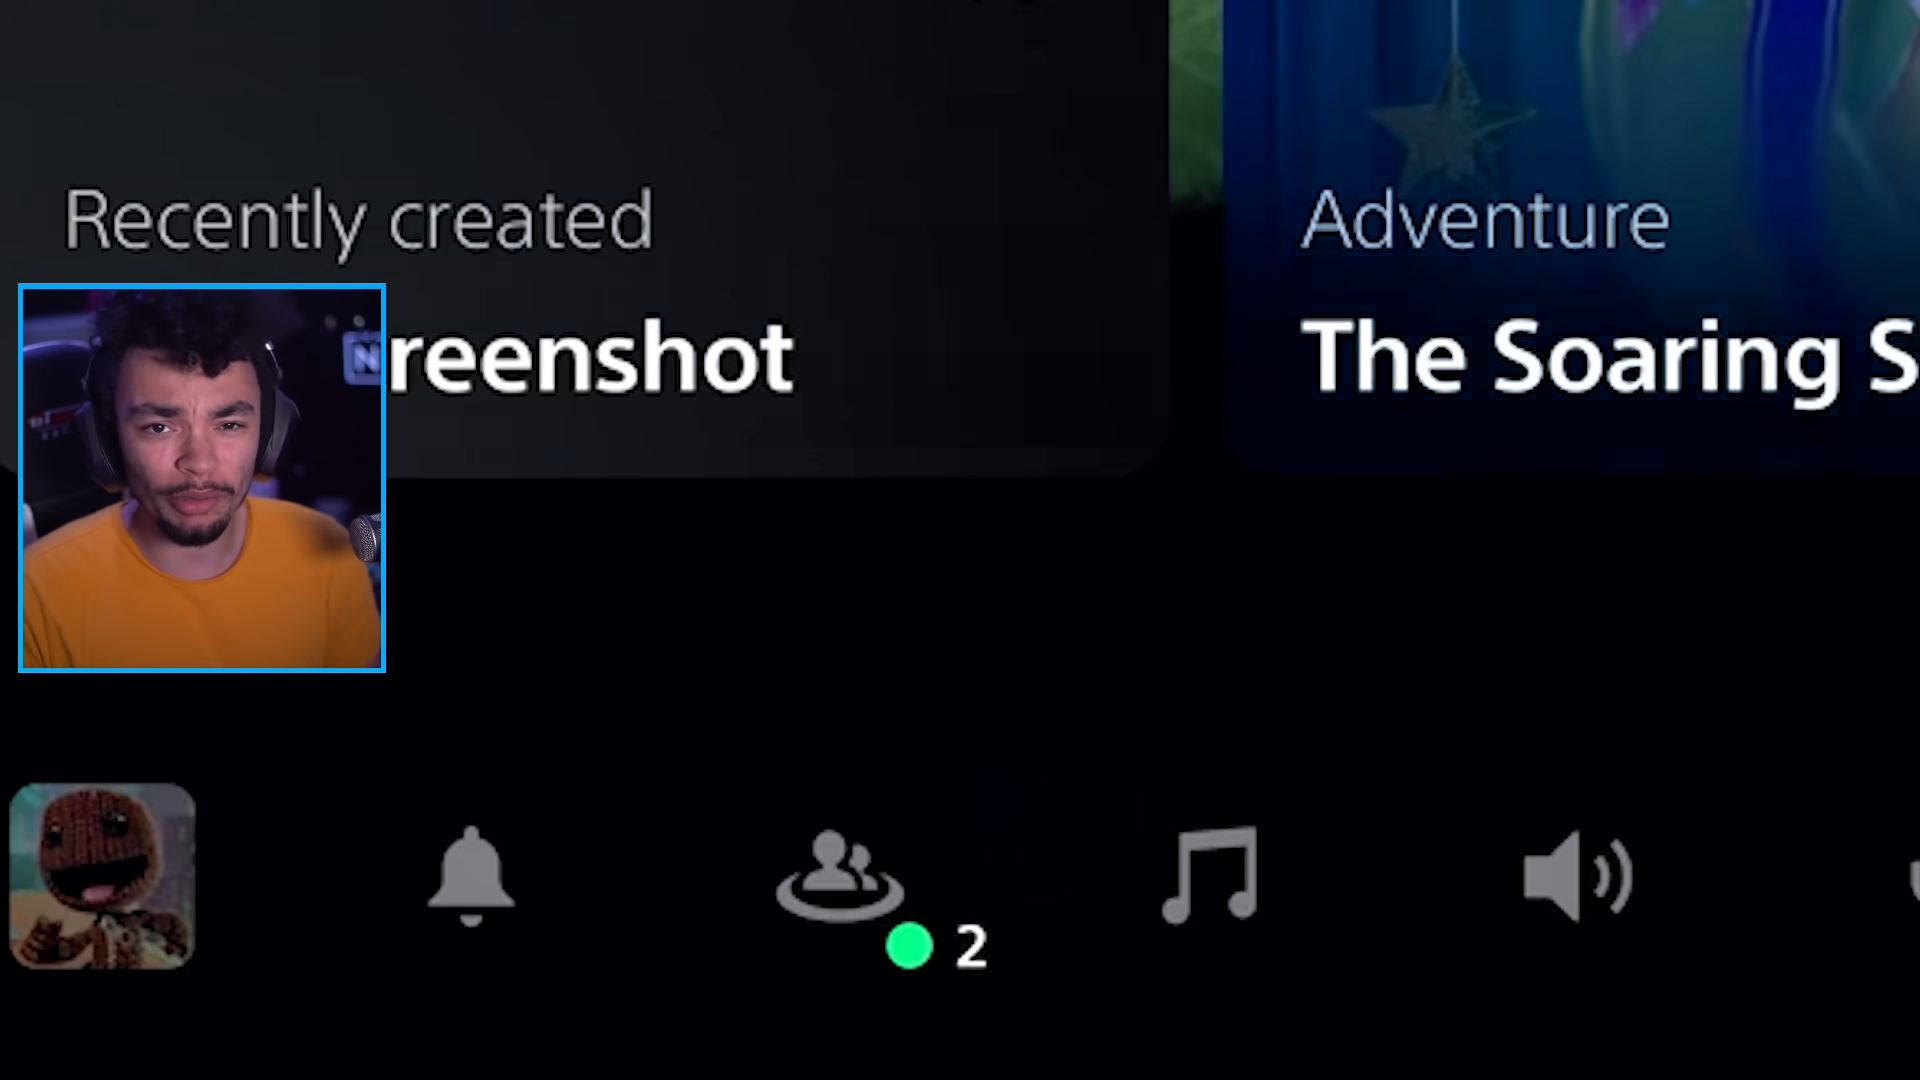 Recently created
Adventure
reenshot
The Soaring S
N
2